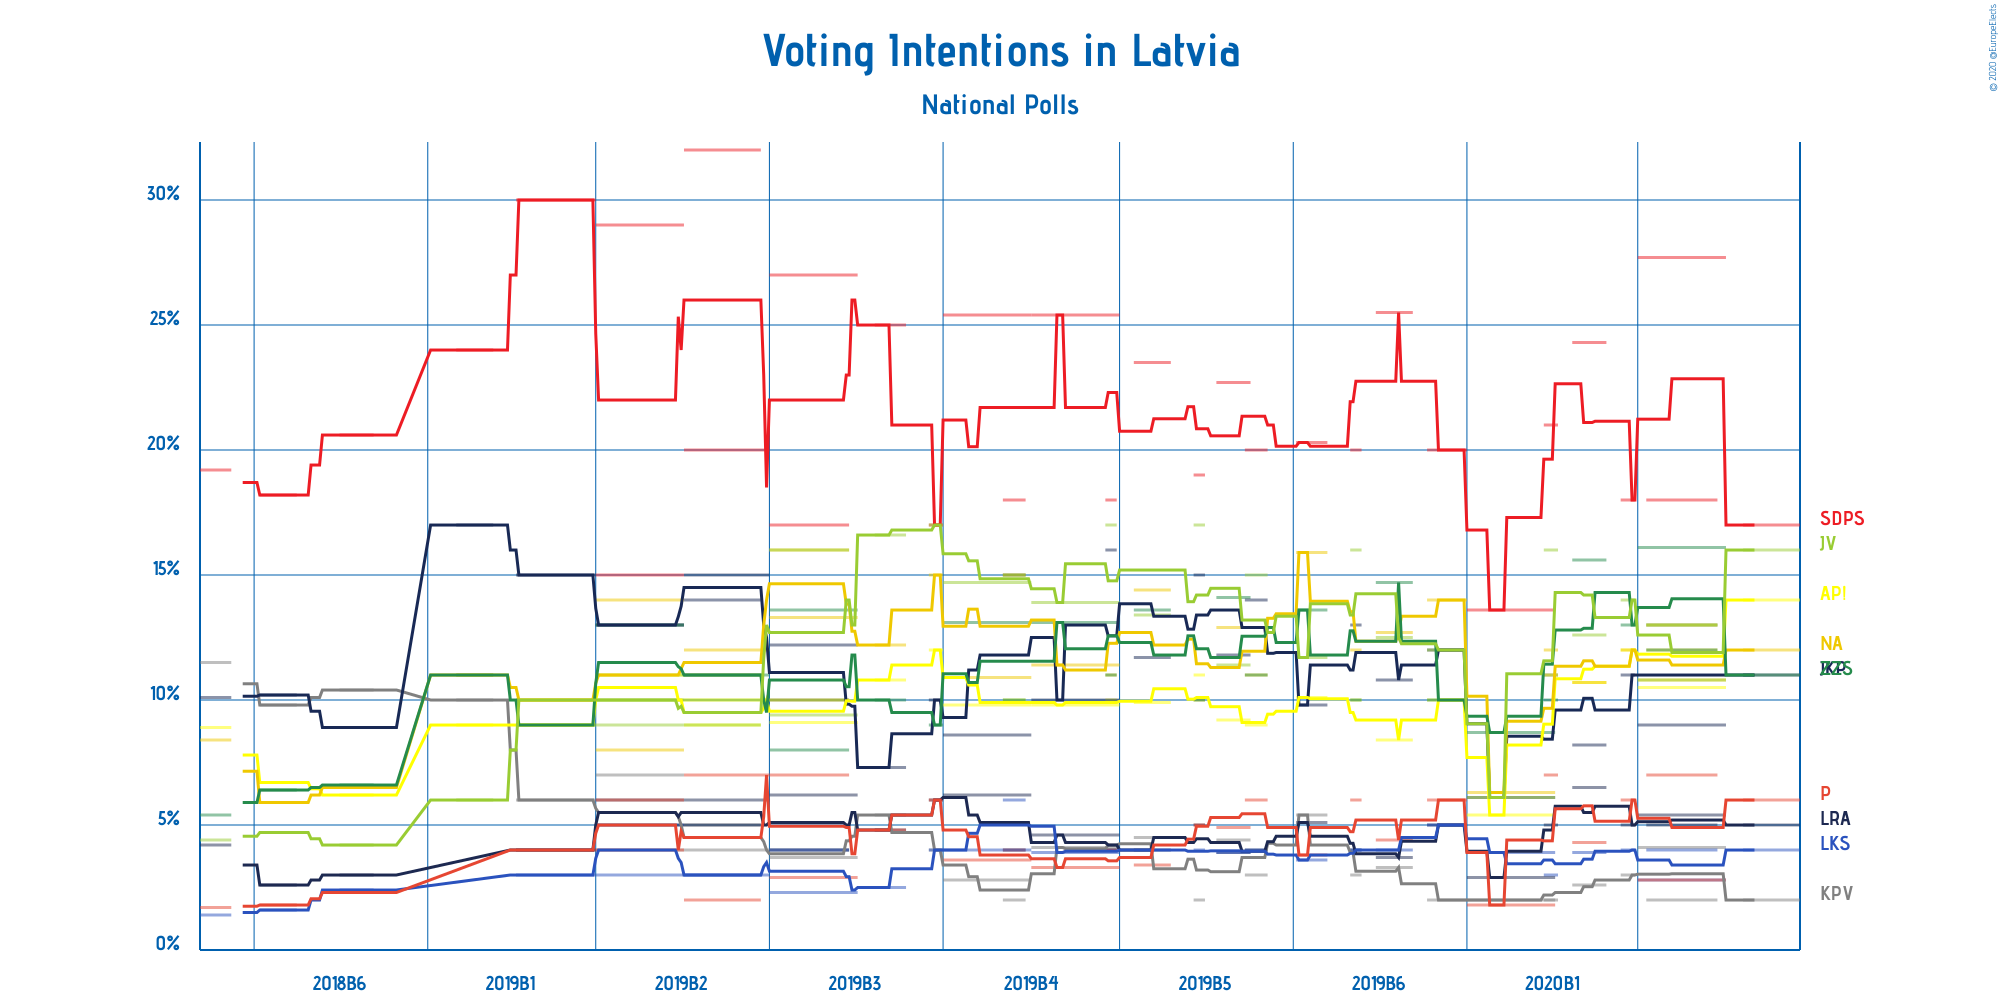 Voting Intentions in Latvia
National Polls
© 2020 @EuropeElects
30%
25%
20%
15%
10%
5%
0%
SDPS
JV
API
NA
P
LRA
LKS
KPV
2018B6
2019B1
2019B2
2019B3
2019B4
2019B5
2019B6
2020B1